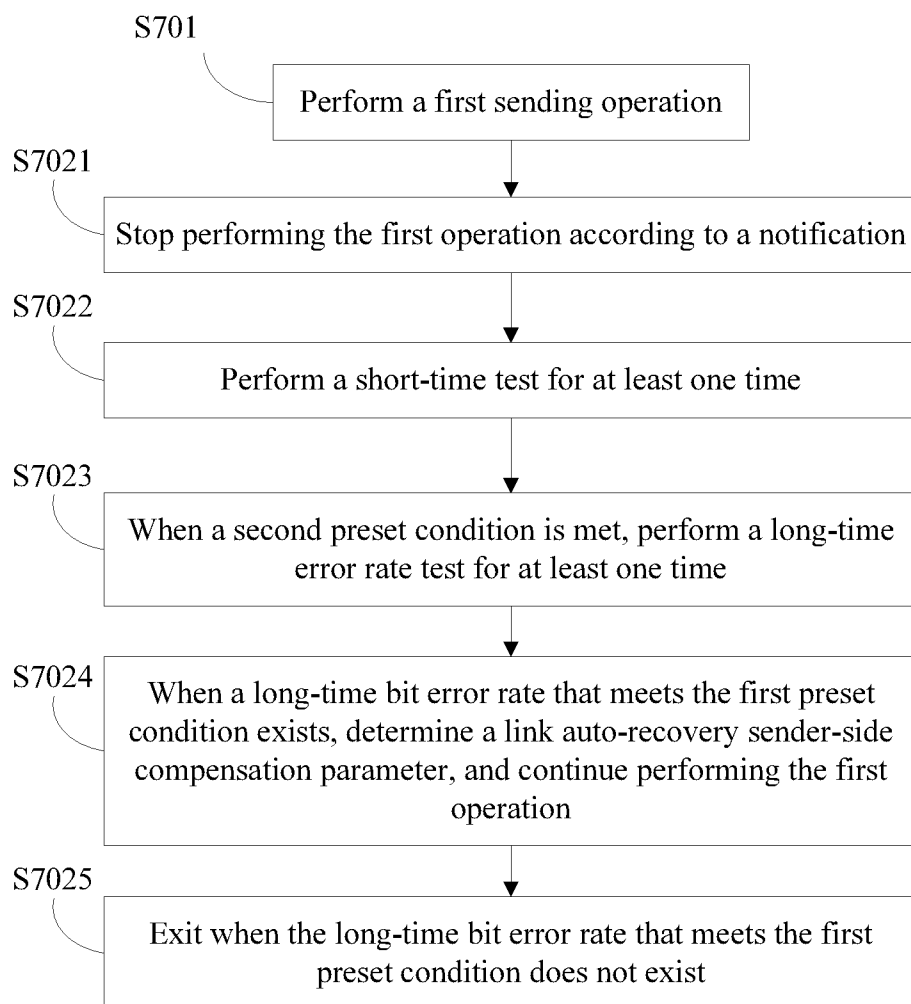 S701
Perform a first sending operation
S7021
Stop performing the first operation according to a notification
S7022
Perform a short-time test for at least one time
S7023
When a second preset condition is met, perform a long-time
error rate test for at least one time
S7024
When a long-time bit error rate that meets the first preset
condition exists, determine a link auto-recovery sender-side
compensation parameter, and continue performing the first
operation
S7025
Exit when the long-time bit error rate that meets the first
preset condition does not exist